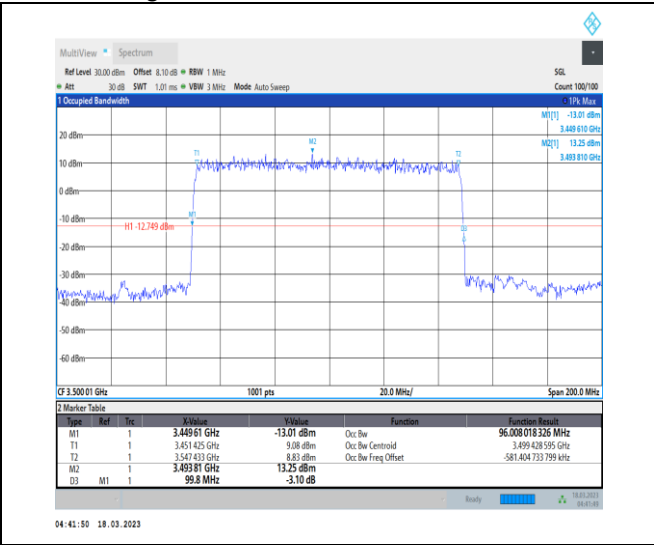 MultiView Spectrum
Ref Level 30.00 dBm Offset 8.10 dB RBW 1 MHz SGL
Att 30 dB SWT 1.01 ms VBW 3 MHz Mode Auto Sweep Count 100/100
1 Occupied Bandwidth 1Pk Max
M1[1] -13.01 dBm
3.449 610 GHz
M2[1] 13.25 dBm
3.493 810 GHz
20 dBm
M2
T1 T2
10 dBm
0 dBm
-10 dBm
M1
H1 -12.749 dBm
D3
-20 dBm
-30 dBm
-40 dBm
-50 dBm
-60 dBm
CF 3.500 01 GHz 1001 pts 20.0 MHz/ Span 200.0 MHz
2 Marker Table
Type Ref Trc X-Value Y-Value Function Function Result
M1 1 3.449 61 GHz -13.01 dBm Occ Bw 96.008 018 326 MHz
T1 1 3.451 425 GHz 9.08 dBm Occ Bw Centroid 3.499 428 595 GHz
T2 1 3.547 433 GHz 8.83 dBm Occ Bw Freq Offset -581.404 733 799 kHz
M2 1 3.493 81 GHz 13.25 dBm
D3 M1 1 99.8 MHz -3.10 dB
Ready 18.03.2023
04:41:49
04:41:50 18.03.2023